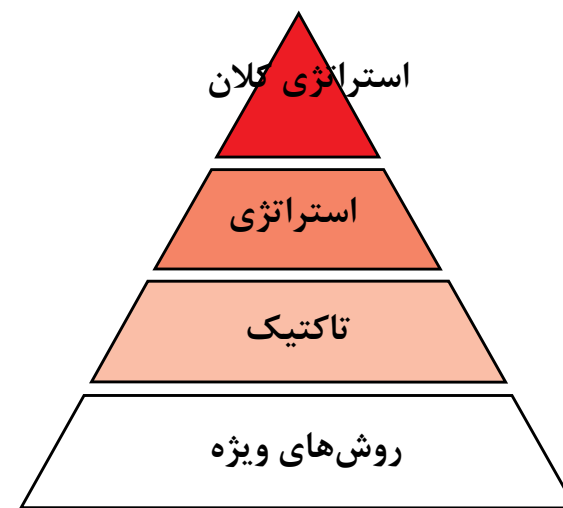 استراتژی کلان
استراتژی
تاکتیک
روش‌های ویژه